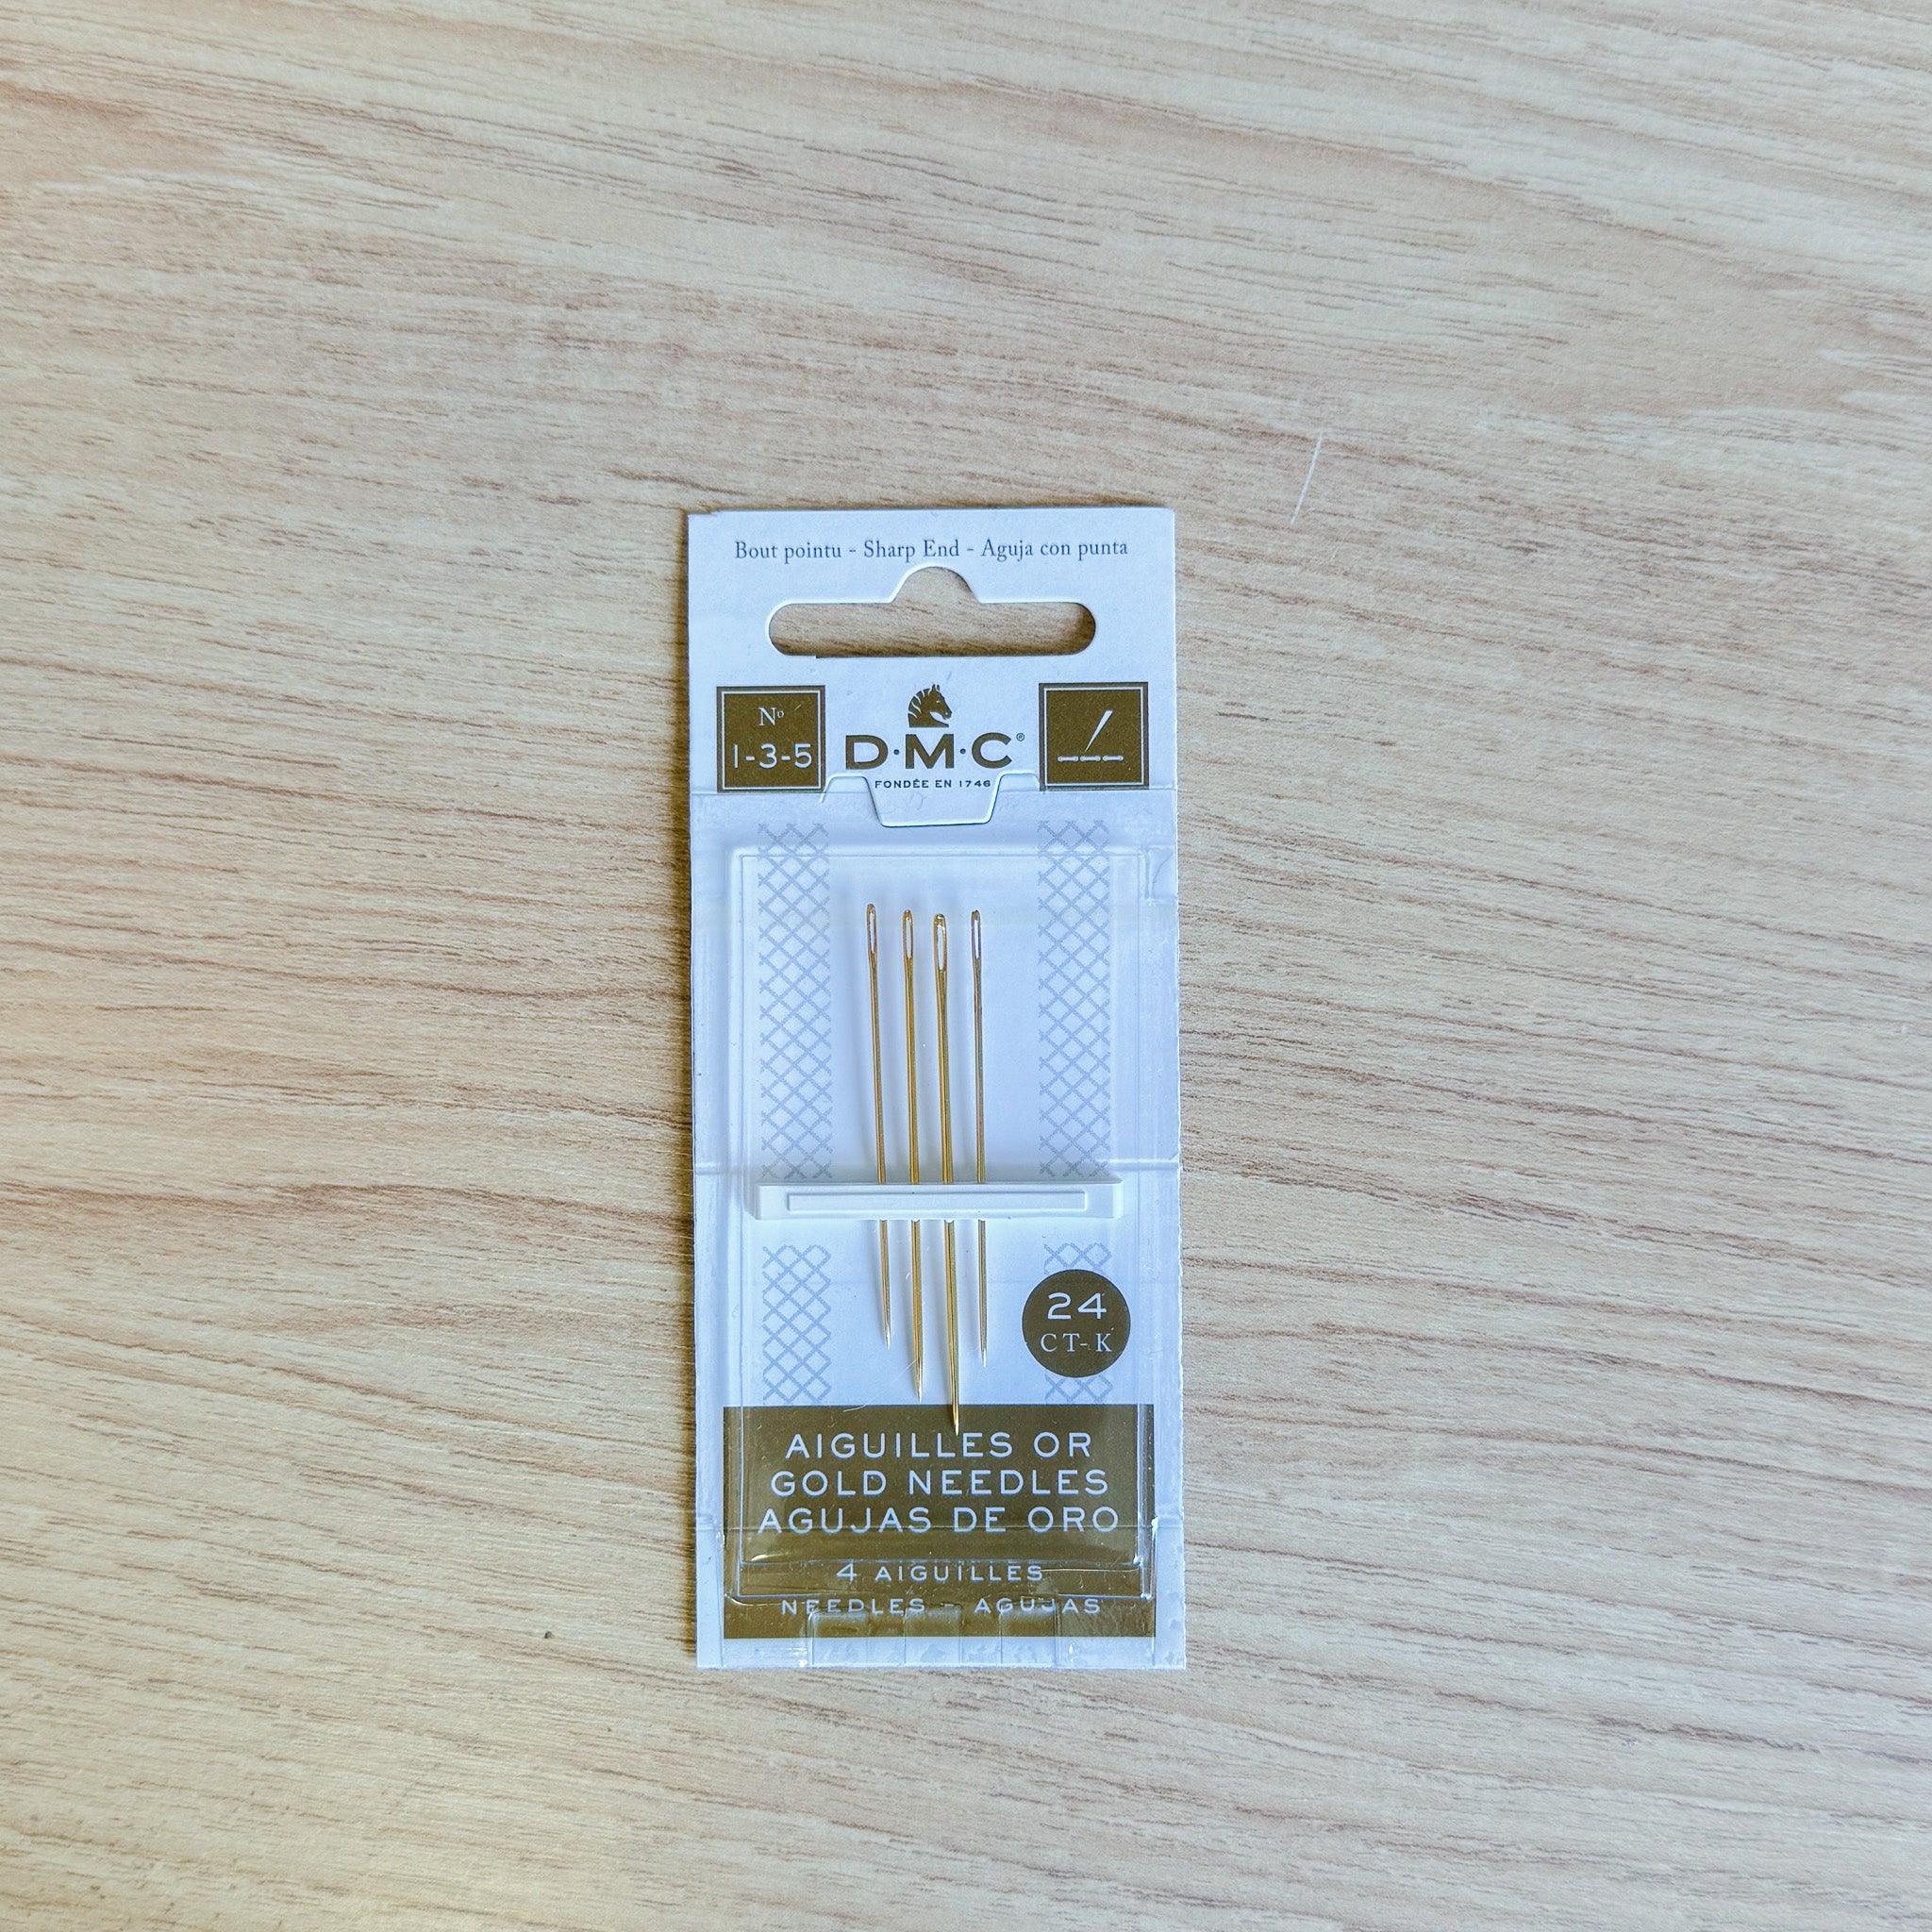 Bout pointu - Sharp End - Aguja con punta
Nº
1-3-5
D·M·C®
FONDÉE EN 1746
24
CT-K
AIGUILLES OR
GOLD NEEDLES
AGUJAS DE ORO
4 AIGUILLES
NEEDLES - AGUJAS